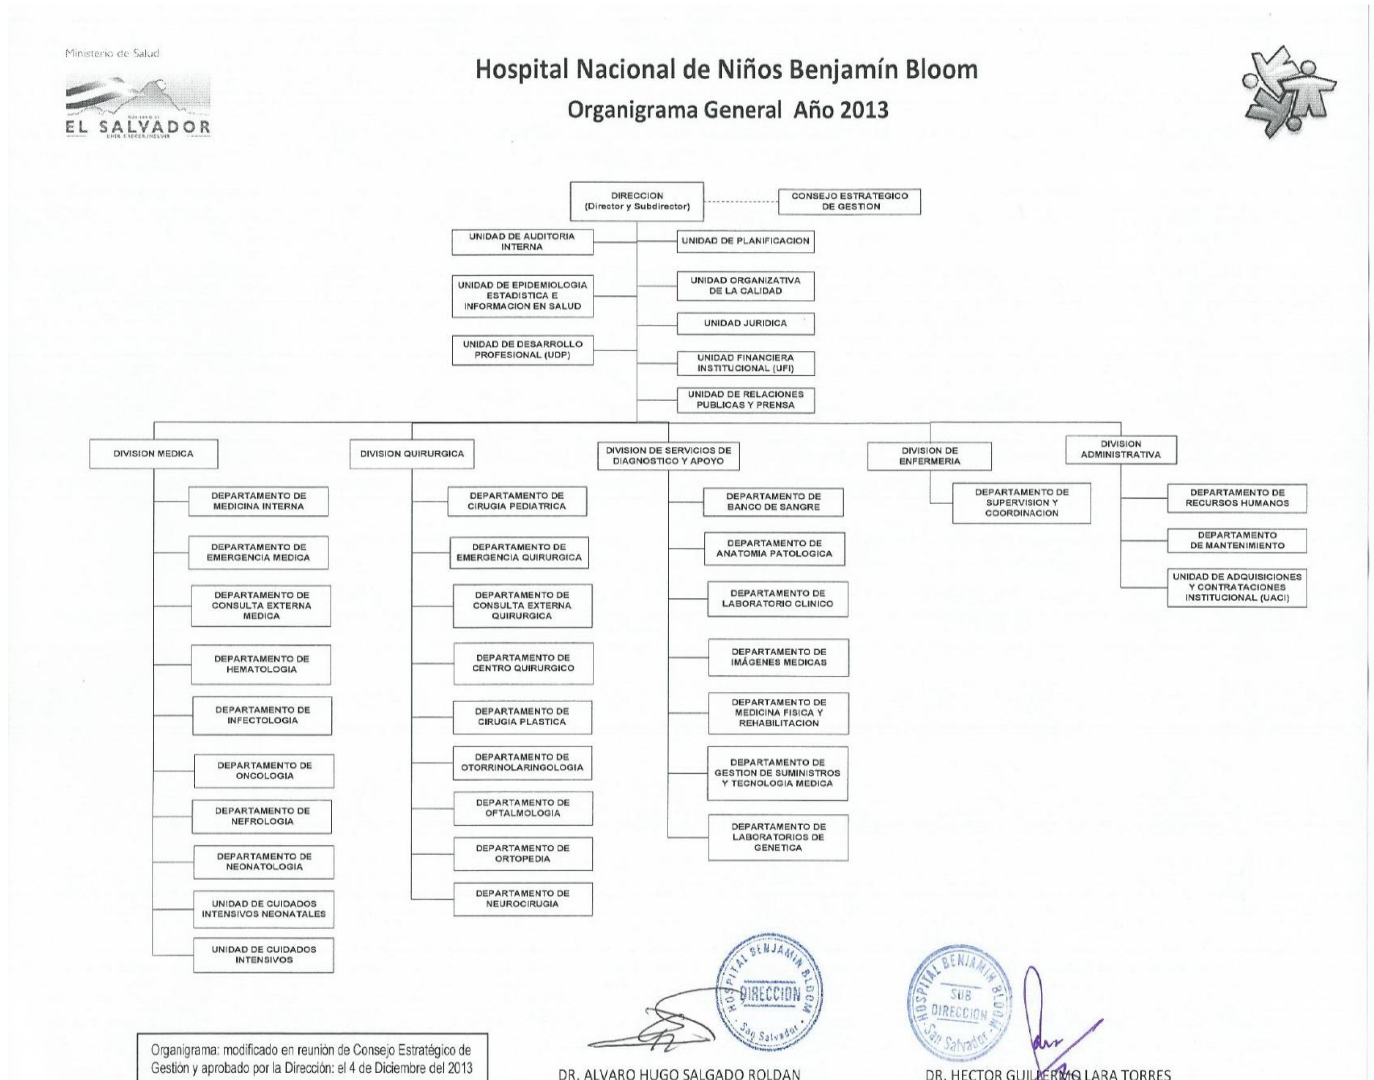 Ministerio de Salud
EL SALVADOR
Hospital Nacional de Niños Benjamín Bloom
Organigrama General Año 2013
DIRECCION
(Director y Subdirector)
CONSEJO ESTRATEGICO
DE GESTION
UNIDAD DE AUDITORIA
INTERNA
UNIDAD DE PLANIFICACION
UNIDAD DE EPIDEMIOLOGIA
ESTADISTICA E
INFORMACION EN SALUD
UNIDAD ORGANIZATIVA
DE LA CALIDAD
UNIDAD JURIDICA
UNIDAD DE DESARROLLO
PROFESIONAL (UDP)
UNIDAD FINANCIERA
INSTITUCIONAL (UFI)
UNIDAD DE RELACIONES
PUBLICAS Y PRENSA
DIVISION MEDICA
DEPARTAMENTO DE
MEDICINA INTERNA
DEPARTAMENTO DE
EMERGENCIA MEDICA
DEPARTAMENTO DE
CONSULTA EXTERNA
MEDICA
DEPARTAMENTO DE
HEMATOLOGIA
DEPARTAMENTO DE
INFECTOLOGIA
DEPARTAMENTO DE
ONCOLOGIA
DEPARTAMENTO DE
NEFROLOGIA
DEPARTAMENTO DE
NEONATOLOGIA
UNIDAD DE CUIDADOS
INTENSIVOS NEONATALES
UNIDAD DE CUIDADOS
INTENSIVOS
DIVISION QUIRURGICA
DEPARTAMENTO DE
CIRUGIA PEDIATRICA
DEPARTAMENTO DE
EMERGENCIA QUIRURGICA
DEPARTAMENTO DE
CONSULTA EXTERNA
QUIRURGICA
DEPARTAMENTO DE
CENTRO QUIRURGICO
DEPARTAMENTO DE
CIRUGIA PLASTICA
DEPARTAMENTO DE
OTORRINOLARINGOLOGIA
DEPARTAMENTO DE
OFTALMOLOGIA
DEPARTAMENTO DE
ORTOPEDIA
DEPARTAMENTO DE
NEUROCIRUGIA
DIVISION DE SERVICIOS DE
DIAGNOSTICO Y APOYO
DEPARTAMENTO DE
BANCO DE SANGRE
DEPARTAMENTO DE
ANATOMIA PATOLOGICA
DEPARTAMENTO DE
LABORATORIO CLINICO
DEPARTAMENTO DE
IMÁGENES MEDICAS
DEPARTAMENTO DE
MEDICINA FISICA Y
REHABILITACION
DEPARTAMENTO DE
GESTION DE SUMINISTROS
Y TECNOLOGIA MEDICA
DEPARTAMENTO DE
LABORATORIOS DE
GENETICA
DIVISION DE
ENFERMERIA
DEPARTAMENTO DE
SUPERVISION Y
COORDINACION
DIVISION
ADMINISTRATIVA
DEPARTAMENTO DE
RECURSOS HUMANOS
DEPARTAMENTO
DE MANTENIMIENTO
UNIDAD DE ADQUISICIONES
Y CONTRATACIONES
INSTITUCIONAL (UACI)
HOSPITAL BENJAMIN BLOOM
DIRECCION
San Salvador
HOSPITAL BENJAMIN BLOOM
SUB
DIRECCION
San Salvador
Organigrama: modificado en reunión de Consejo Estratégico de
Gestión y aprobado por la Dirección: el 4 de Diciembre del 2013
DR. ALVARO HUGO SALGADO ROLDAN
DR. HECTOR GUILLERMO LARA TORRES